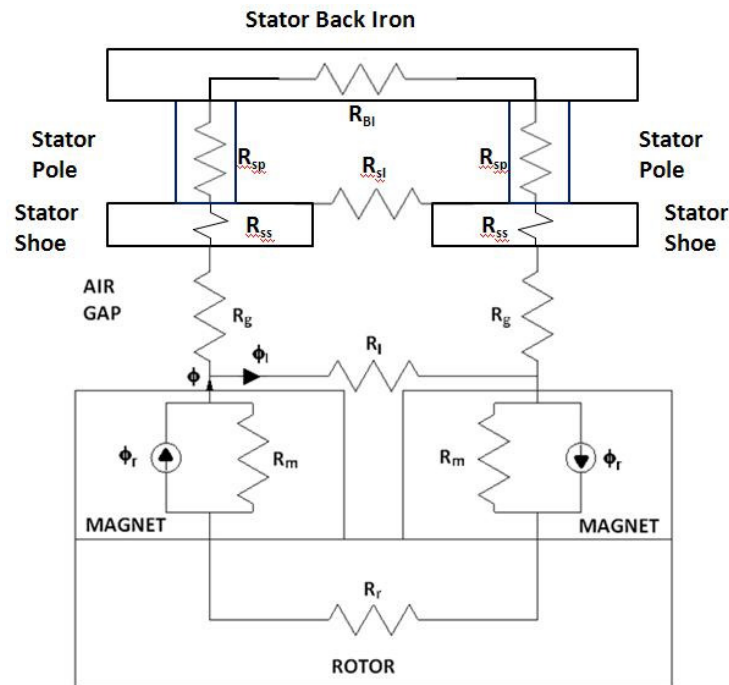 Stator Back Iron
R_BI
Stator
Pole
R_sp
R_sl
R_sp
Stator
Pole
Stator
Shoe
R_ss
R_ss
Stator
Shoe
AIR
GAP
R_g
R_g
R_l
ϕ_l
ϕ
ϕ_r
R_m
R_m
ϕ_r
MAGNET
MAGNET
R_r
ROTOR